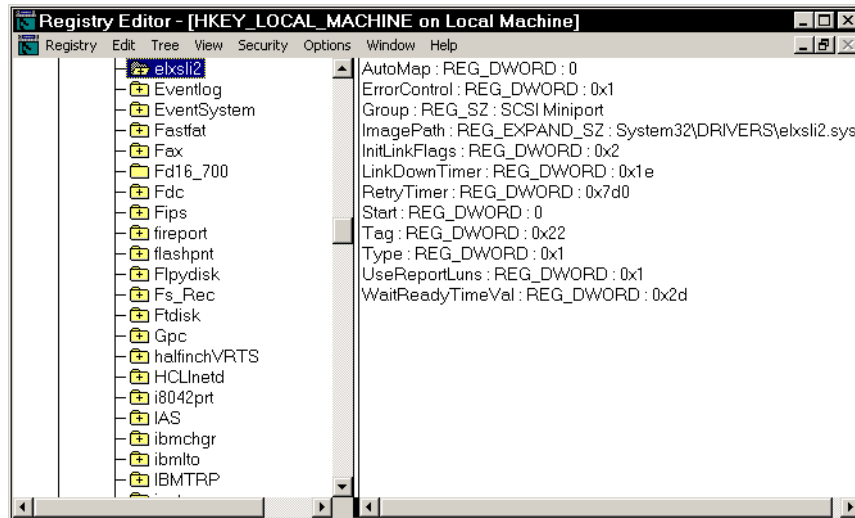 Registry Editor - [HKEY_LOCAL_MACHINE on Local Machine]
Registry Edit Tree View Security Options Window Help
elxsli2
Eventlog
EventSystem
Fastfat
Fax
Fd16_700
Fdc
Fips
fireport
flashpnt
Flpydisk
Fs_Rec
Ftdisk
Gpc
halfinchVRTS
HCLInetd
i8042prt
IAS
ibmchgr
ibmlto
IBMTRP
AutoMap : REG_DWORD : 0
ErrorControl : REG_DWORD : 0x1
Group : REG_SZ : SCSI Miniport
ImagePath : REG_EXPAND_SZ : System32\DRIVERS\elxsli2.sys
InitLinkFlags : REG_DWORD : 0x2
LinkDownTimer : REG_DWORD : 0x1e
RetryTimer : REG_DWORD : 0x7d0
Start : REG_DWORD : 0
Tag : REG_DWORD : 0x22
Type : REG_DWORD : 0x1
UseReportLuns : REG_DWORD : 0x1
WaitReadyTimeVal : REG_DWORD : 0x2d